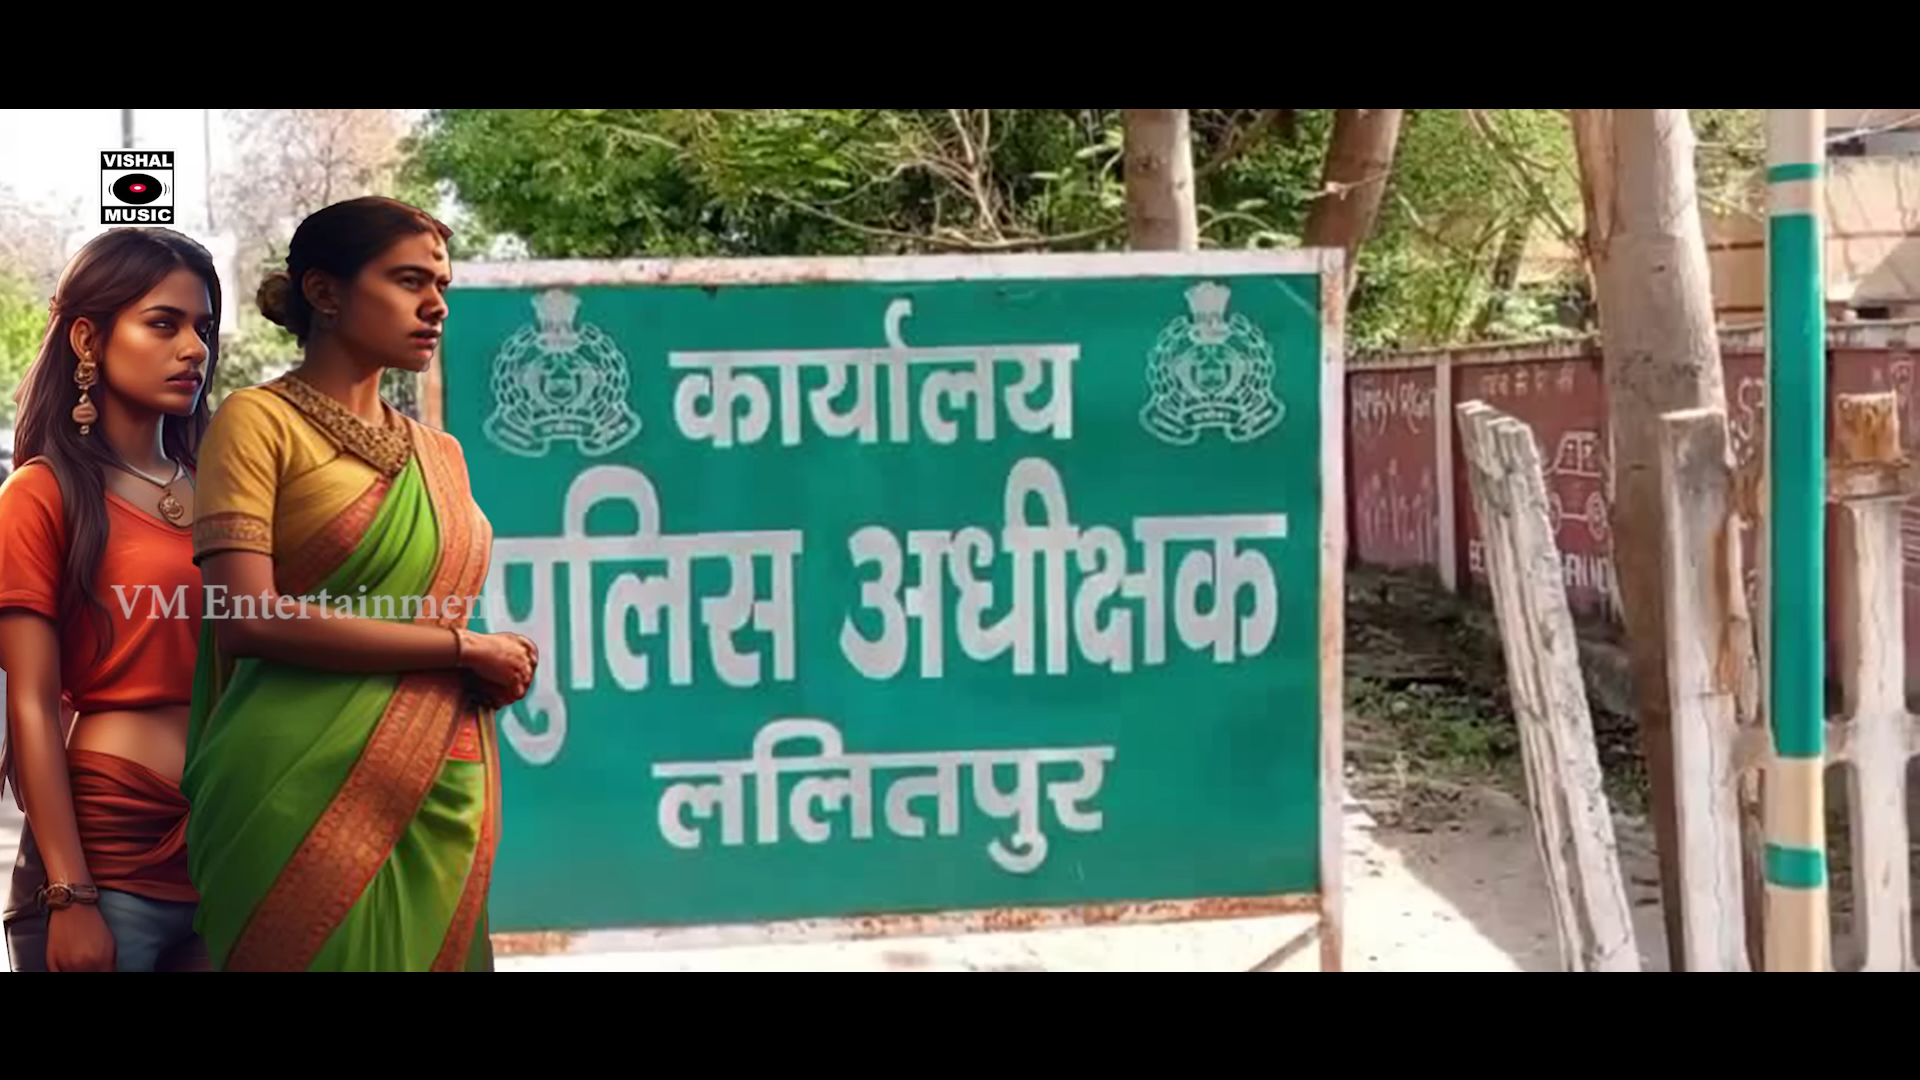 VISHAL
MUSIC
कार्यालय
पुलिस अधीक्षक
ललितपुर
VM Entertainment